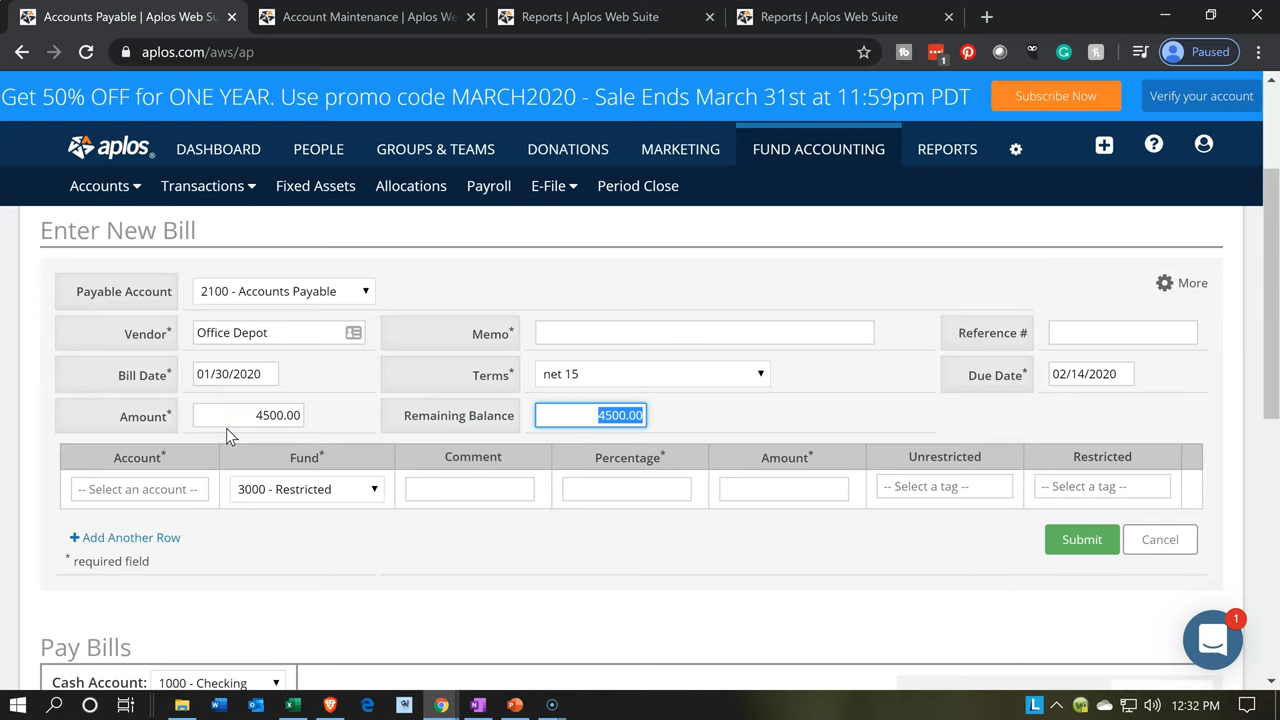 Accounts Payable | Aplos Web Su
Account Maintenance | Aplos We
Reports | Aplos Web Suite
Reports | Aplos Web Suite
aplos.com/aws/ap
1
Paused
Get 50% OFF for ONE YEAR. Use promo code MARCH2020 - Sale Ends March 31st at 11:59pm PDT
Subscribe Now
Verify your account
aplos
DASHBOARD
PEOPLE
GROUPS & TEAMS
DONATIONS
MARKETING
FUND ACCOUNTING
REPORTS
Accounts
Transactions
Fixed Assets
Allocations
Payroll
E-File
Period Close
Enter New Bill
Payable Account
2100 - Accounts Payable
More
Vendor*
Office Depot
Memo*
Reference #
Bill Date*
01/30/2020
Terms*
net 15
Due Date*
02/14/2020
Amount*
4500.00
Remaining Balance
4500.00
Account*
Fund*
Comment
Percentage*
Amount*
Unrestricted
Restricted
-- Select an account --
3000 - Restricted
-- Select a tag --
-- Select a tag --
Add Another Row
* required field
Submit
Cancel
Pay Bills
Cash Account:
1000 - Checking
1
12:32 PM